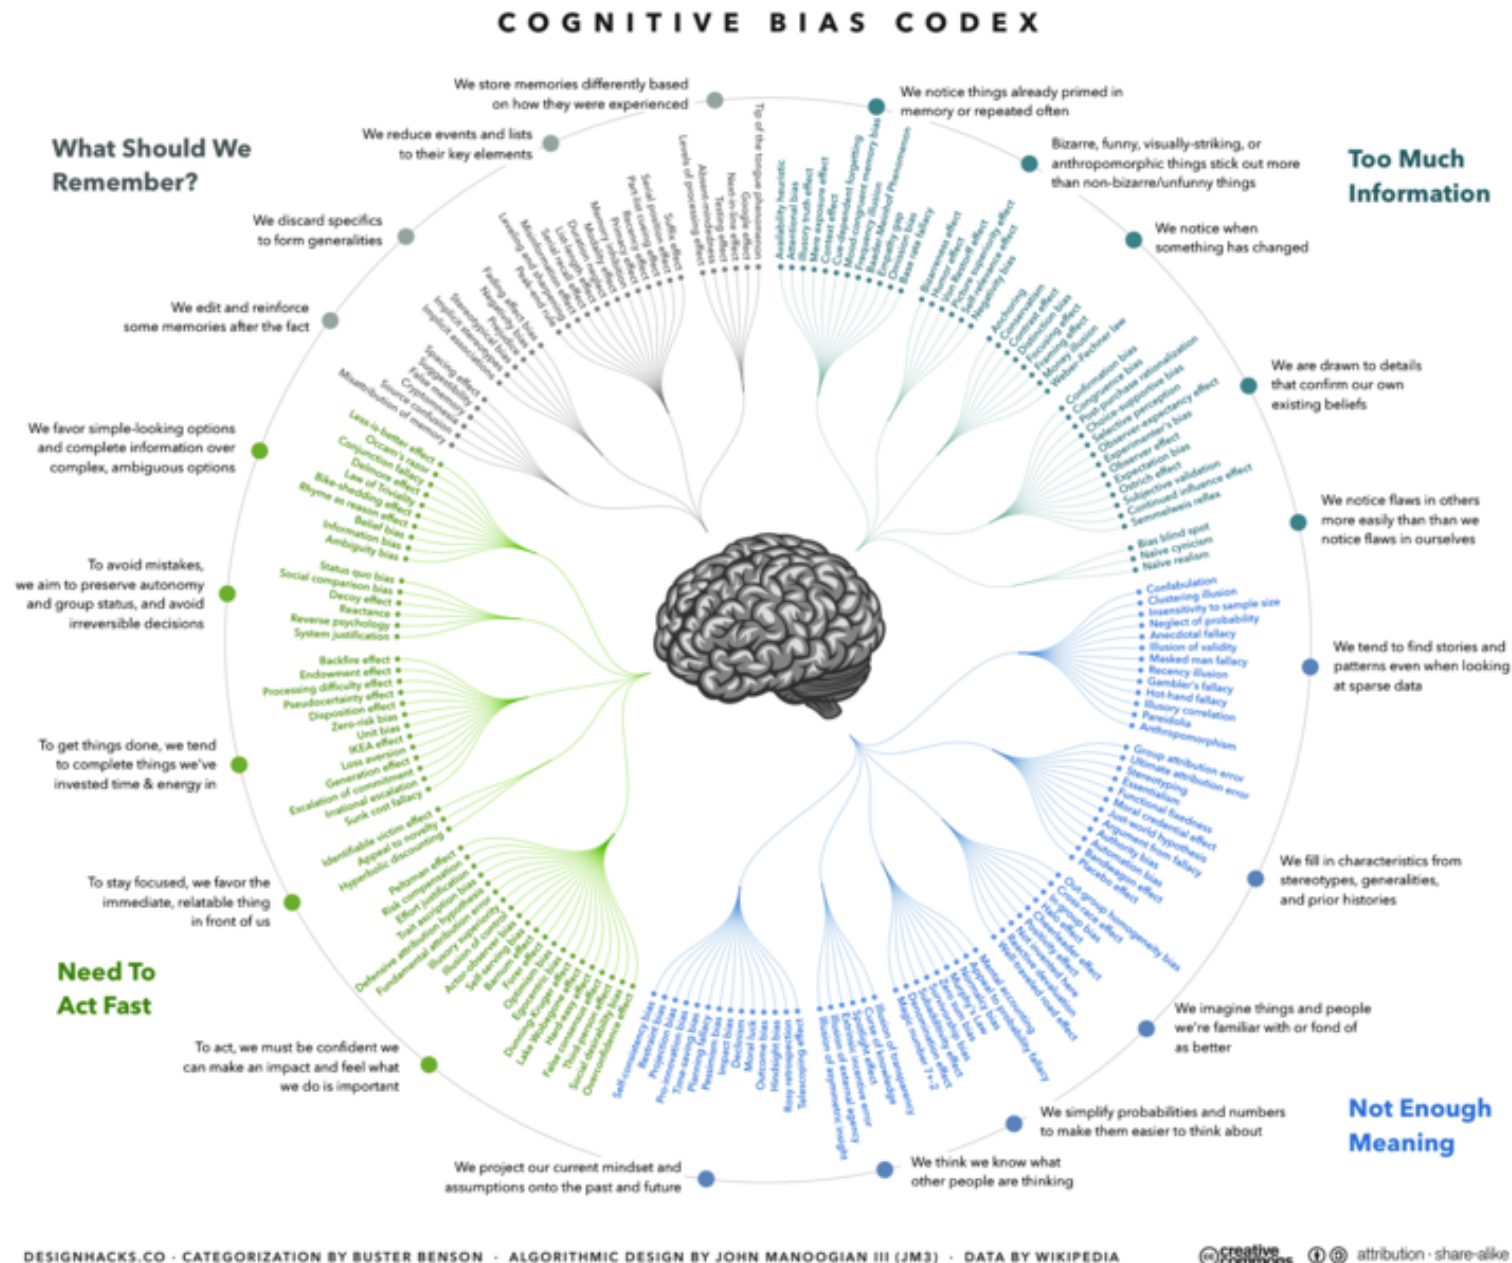 COGNITIVE BIAS CODEX
What Should We
Remember?
We store memories differently based
on how they were experienced
Tip of the tongue phenomenon
Google effect
Next-in-line effect
Testing effect
Absent-mindedness
Levels of processing effect
We reduce events and lists
to their key elements
Suffix effect
Serial position effect
Part-list cueing effect
Recency effect
Primacy effect
Memory inhibition
Modality effect
Duration neglect
List-length effect
Serial recall effect
Misinformation effect
Leveling and sharpening
Peak-end rule
We discard specifics
to form generalities
Fading affect bias
Negativity bias
Prejudice
Stereotypical bias
Implicit stereotypes
Implicit associations
We edit and reinforce
some memories after the fact
Spacing effect
Suggestibility
False memory
Cryptomnesia
Source confusion
Misattribution of memory
Too Much
Information
We notice things already primed in
memory or repeated often
Availability heuristic
Attentional bias
Illusory truth effect
Mere exposure effect
Context effect
Cue-dependent forgetting
Mood-congruent memory bias
Frequency illusion
Baader-Meinhof Phenomenon
Empathy gap
Omission bias
Base rate fallacy
Bizarre, funny, visually-striking, or
anthropomorphic things stick out more
than non-bizarre/unfunny things
Bizarreness effect
Humor effect
Von Restorff effect
Picture superiority effect
Self-relevance effect
Negativity bias
We notice when
something has changed
Anchoring
Conservatism
Contrast effect
Distinction bias
Focusing effect
Framing effect
Money illusion
Weber-Fechner law
We are drawn to details
that confirm our own
existing beliefs
Confirmation bias
Congruence bias
Post-purchase rationalization
Choice-supportive bias
Selective perception
Observer-expectancy effect
Experimenter's bias
Observer effect
Expectation bias
Ostrich effect
Subjective validation
Continued influence effect
Semmelweis reflex
We notice flaws in others
more easily than than we
notice flaws in ourselves
Bias blind spot
Naïve cynicism
Naïve realism
We tend to find stories and
patterns even when looking
at sparse data
Confabulation
Clustering illusion
Insensitivity to sample size
Neglect of probability
Anecdotal fallacy
Illusion of validity
Masked man fallacy
Recency illusion
Gambler's fallacy
Hot-hand fallacy
Illusory correlation
Pareidolia
Anthropomorphism
We fill in characteristics from
stereotypes, generalities,
and prior histories
Group attribution error
Ultimate attribution error
Stereotyping
Essentialism
Functional fixedness
Moral credential effect
Just-world hypothesis
Argument from fallacy
Authority bias
Automation bias
Bandwagon effect
Placebo effect
We imagine things and people
we're familiar with or fond of
as better
Out-group homogeneity bias
Cross-race effect
In-group bias
Halo effect
Cheerleader effect
Positivity effect
Not invented here
Reactive devaluation
Well traveled road effect
Not Enough
Meaning
We simplify probabilities and numbers
to make them easier to think about
Mental accounting
Appeal to probability fallacy
Normalcy bias
Murphy's Law
Zero sum bias
Survivorship bias
Subadditivity effect
Denomination effect
Magic number 7+-2
We think we know what
other people are thinking
Illusion of transparency
Curse of knowledge
Spotlight effect
Extrinsic incentive error
Illusion of external agency
Illusion of asymmetric insight
We project our current mindset and
assumptions onto the past and future
Telescoping effect
Rosy retrospection
Hindsight bias
Outcome bias
Moral luck
Declinism
Impact bias
Pessimism bias
Planning fallacy
Time-saving bias
Pro-innovation bias
Projection bias
Restraint bias
Self-consistency bias
We favor simple-looking options
and complete information over
complex, ambiguous options
Less-is-better effect
Occam's razor
Conjunction fallacy
Delmore effect
Law of Triviality
Bike-shedding effect
Rhyme as reason effect
Belief bias
Information bias
Ambiguity bias
To avoid mistakes,
we aim to preserve autonomy
and group status, and avoid
irreversible decisions
Status quo bias
Social comparison bias
Decoy effect
Reactance
Reverse psychology
System justification
To get things done, we tend
to complete things we've
invested time & energy in
Backfire effect
Endowment effect
Processing difficulty effect
Pseudocertainty effect
Disposition effect
Zero-risk bias
Unit bias
IKEA effect
Loss aversion
Generation effect
Escalation of commitment
Irrational escalation
Sunk cost fallacy
To stay focused, we favor the
immediate, relatable thing
in front of us
Identifiable victim effect
Appeal to novelty
Hyperbolic discounting
Need To
Act Fast
To act, we must be confident we
can make an impact and feel what
we do is important
Peltzman effect
Risk compensation
Effort justification
Trait ascription bias
Defensive attribution hypothesis
Fundamental attribution error
Illusory superiority
Illusion of control
Actor-observer bias
Self-serving bias
Barnum effect
Forer effect
Optimism bias
Egocentric bias
Dunning-Kruger effect
Lake Wobegone effect
Hard-easy effect
False consensus effect
Third-person effect
Social desirability bias
Overconfidence effect
DESIGNHACKS.CO · CATEGORIZATION BY BUSTER BENSON · ALGORITHMIC DESIGN BY JOHN MANOOGIAN III (JM3) · DATA BY WIKIPEDIA
cc creative commons attribution · share-alike